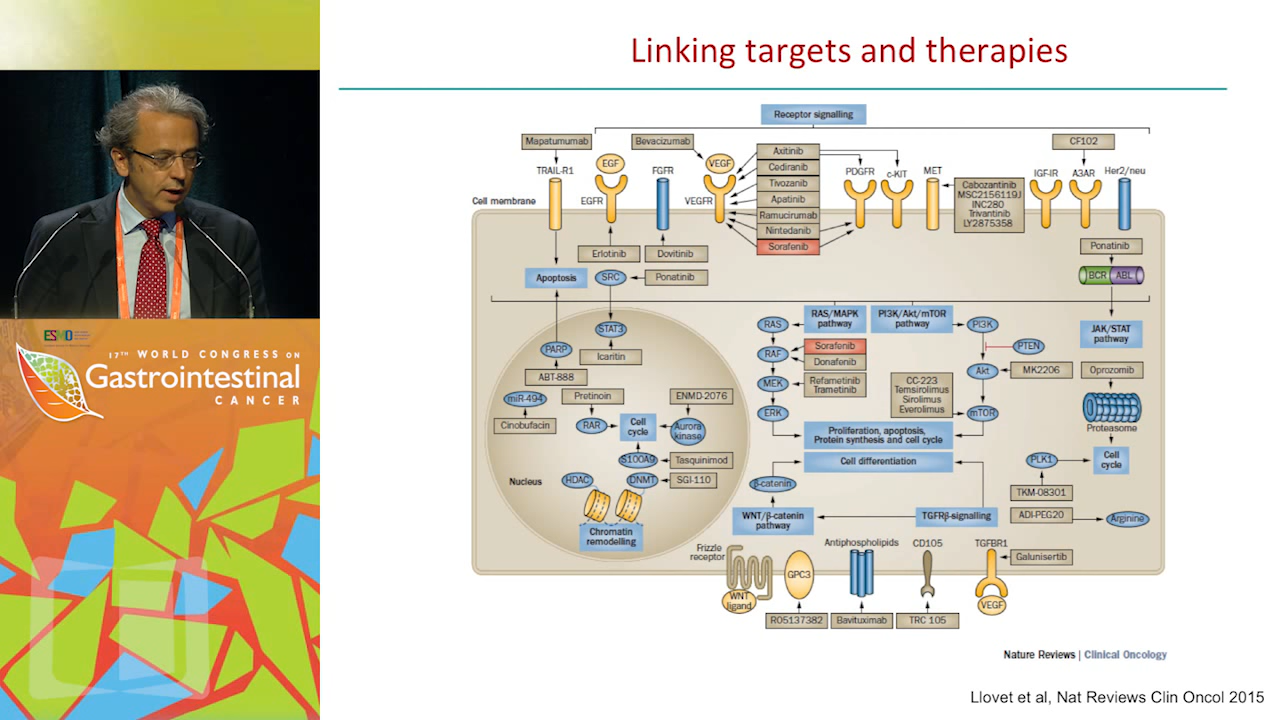 Linking targets and therapies
Receptor signalling
Mapatumumab
Bevacizumab
CF102
TRAIL-R1
EGF
FGFR
VEGF
Axitinib
Cediranib
Tivozanib
Apatinib
Ramucirumab
Nintedanib
Sorafenib
PDGFR
c-KIT
MET
Cabozantinib
MSC2156119J
INC280
Trivantinib
LY2875358
IGF-IR
A3AR
Her2/neu
Cell membrane
EGFR
VEGFR
Erlotinib
Dovitinib
Ponatinib
BCR
ABL
Apoptosis
SRC
Ponatinib
STAT3
PARP
Icaritin
ABT-888
miR-494
Cinobufacin
Pretinoin
RAR
Cell
cycle
ENMD-2076
Aurora
kinase
S100A9
Tasquinimod
Nucleus
HDAC
DNMT
SGI-110
Chromatin
remodelling
RAS
RAS/MAPK
pathway
PI3K/Akt/mTOR
pathway
PI3K
JAK/STAT
pathway
RAF
Sorafenib
Donafenib
PTEN
MEK
Refametinib
Trametinib
CC-223
Temsirolimus
Sirolimus
Everolimus
Akt
MK2206
Oprozomib
ERK
mTOR
Proteasome
Proliferation, apoptosis,
Protein synthesis and cell cycle
Cell differentiation
PLK1
Cell
cycle
β-catenin
TKM-08301
WNT/β-catenin
pathway
TGFRβ-signalling
ADI-PEG20
Arginine
Frizzle
receptor
WNT
ligand
GPC3
Antiphospholipids
CD105
TGFBR1
Galunisertib
VEGF
R05137382
Bavituximab
TRC 105
Nature Reviews | Clinical Oncology
Llovet et al, Nat Reviews Clin Oncol 2015
ESMO
17TH WORLD CONGRESS ON
Gastrointestinal
CANCER